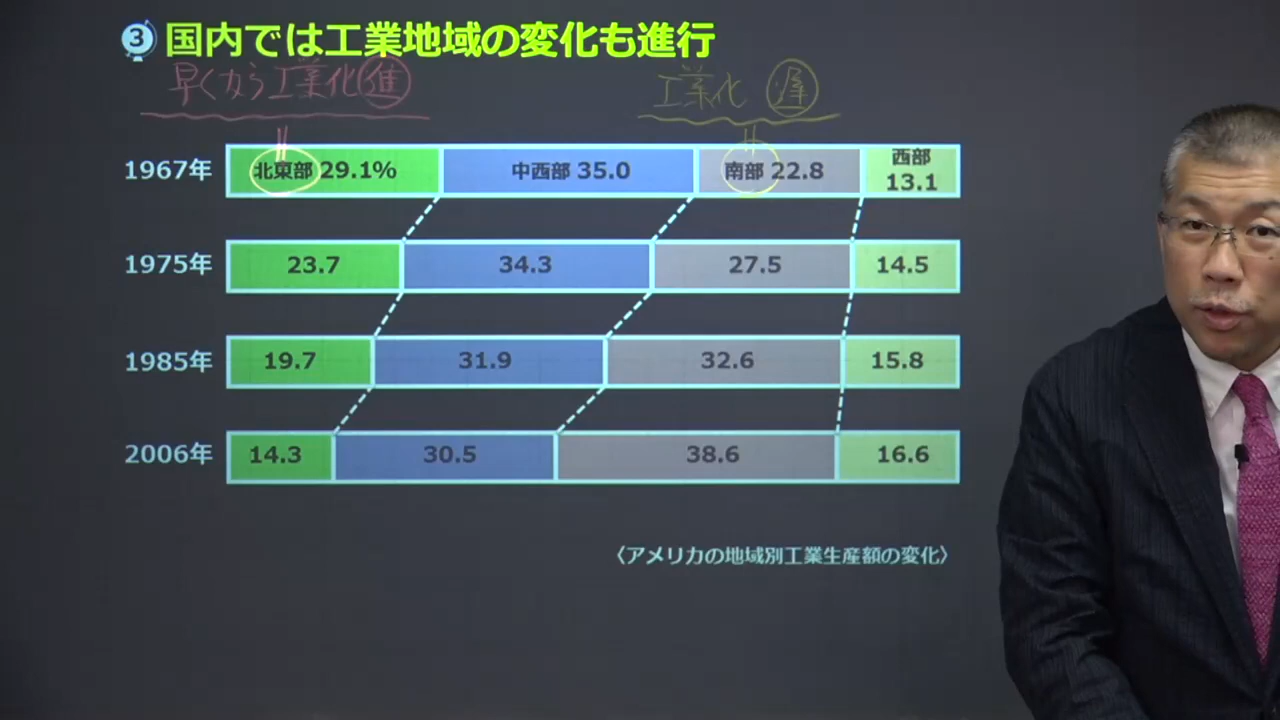 ③ 国内では工業地域の変化も進行
早くから工業化進
工業化 遅
1967年 北東部 29.1% 中西部 35.0 南部 22.8 西部 13.1
1975年 23.7 34.3 27.5 14.5
1985年 19.7 31.9 32.6 15.8
2006年 14.3 30.5 38.6 16.6
〈アメリカの地域別工業生産額の変化〉